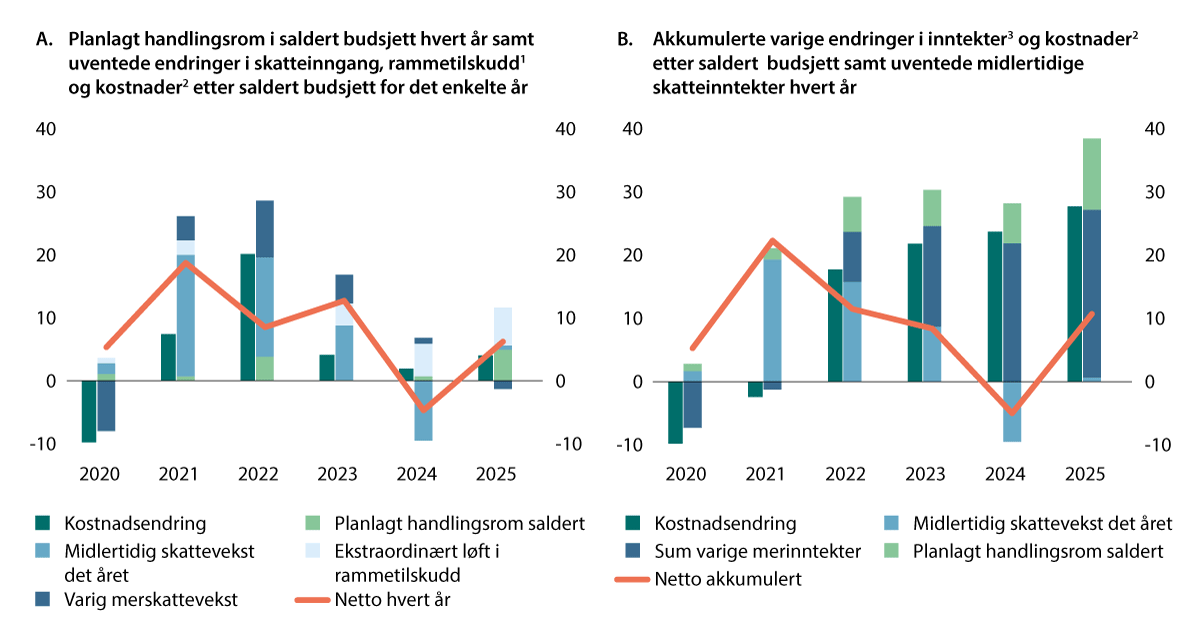 A. Planlagt handlingsrom i saldert budsjett hvert år samt
uventede endringer i skatteinngang, rammetilskudd¹
og kostnader² etter saldert budsjett for det enkelte år
40 40
30 30
20 20
10 10
0 0
-10 -10
2020 2021 2022 2023 2024 2025
Kostnadsendring
Midlertidig skattevekst
det året
Varig merskattevekst
Planlagt handlingsrom saldert
Ekstraordinært løft i
rammetilskudd
Netto hvert år
B. Akkumulerte varige endringer i inntekter³ og kostnader²
etter saldert budsjett samt uventede midlertidige
skatteinntekter hvert år
40 40
30 30
20 20
10 10
0 0
-10 -10
2020 2021 2022 2023 2024 2025
Kostnadsendring
Sum varige merinntekter
Netto akkumulert
Midlertidig skattevekst det året
Planlagt handlingsrom saldert